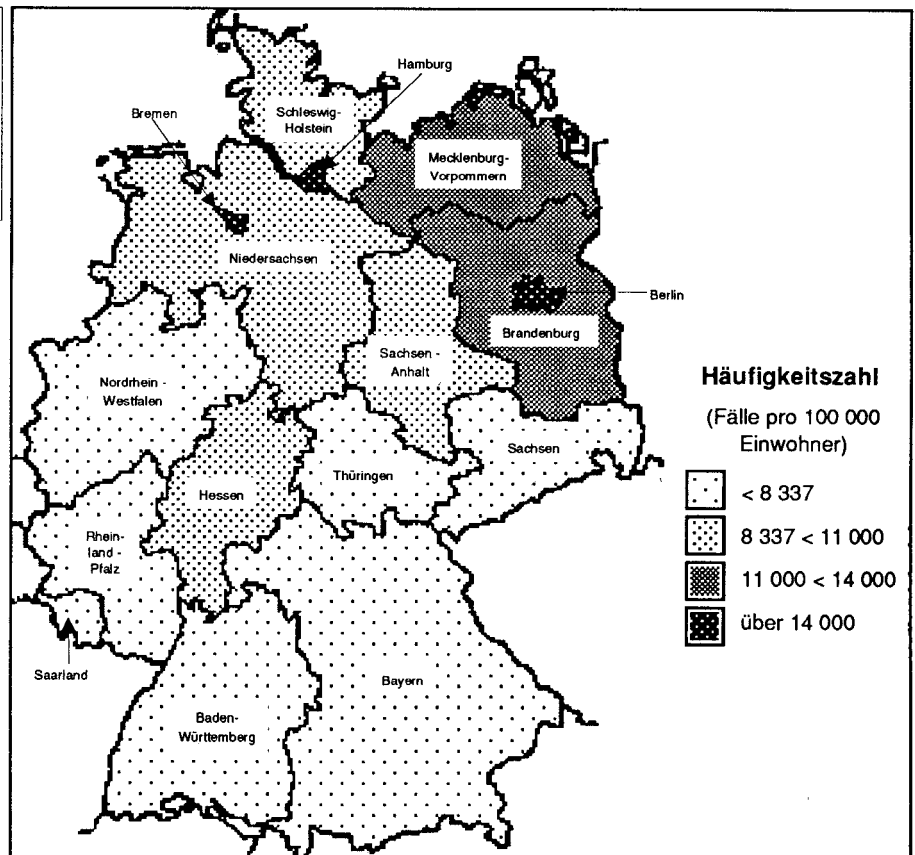 Hamburg
Schleswig-
Holstein
Bremen
Mecklenburg-
Vorpommern
Niedersachsen
Berlin
Brandenburg
Sachsen -
Anhalt
Nordrhein -
Westfalen
Häufigkeitszahl
(Fälle pro 100 000
Einwohner)
< 8 337
8 337 < 11 000
11 000 < 14 000
über 14 000
Sachsen
Thüringen
Hessen
Rhein-
land -
Pfalz
Saarland
Bayern
Baden-
Württemberg